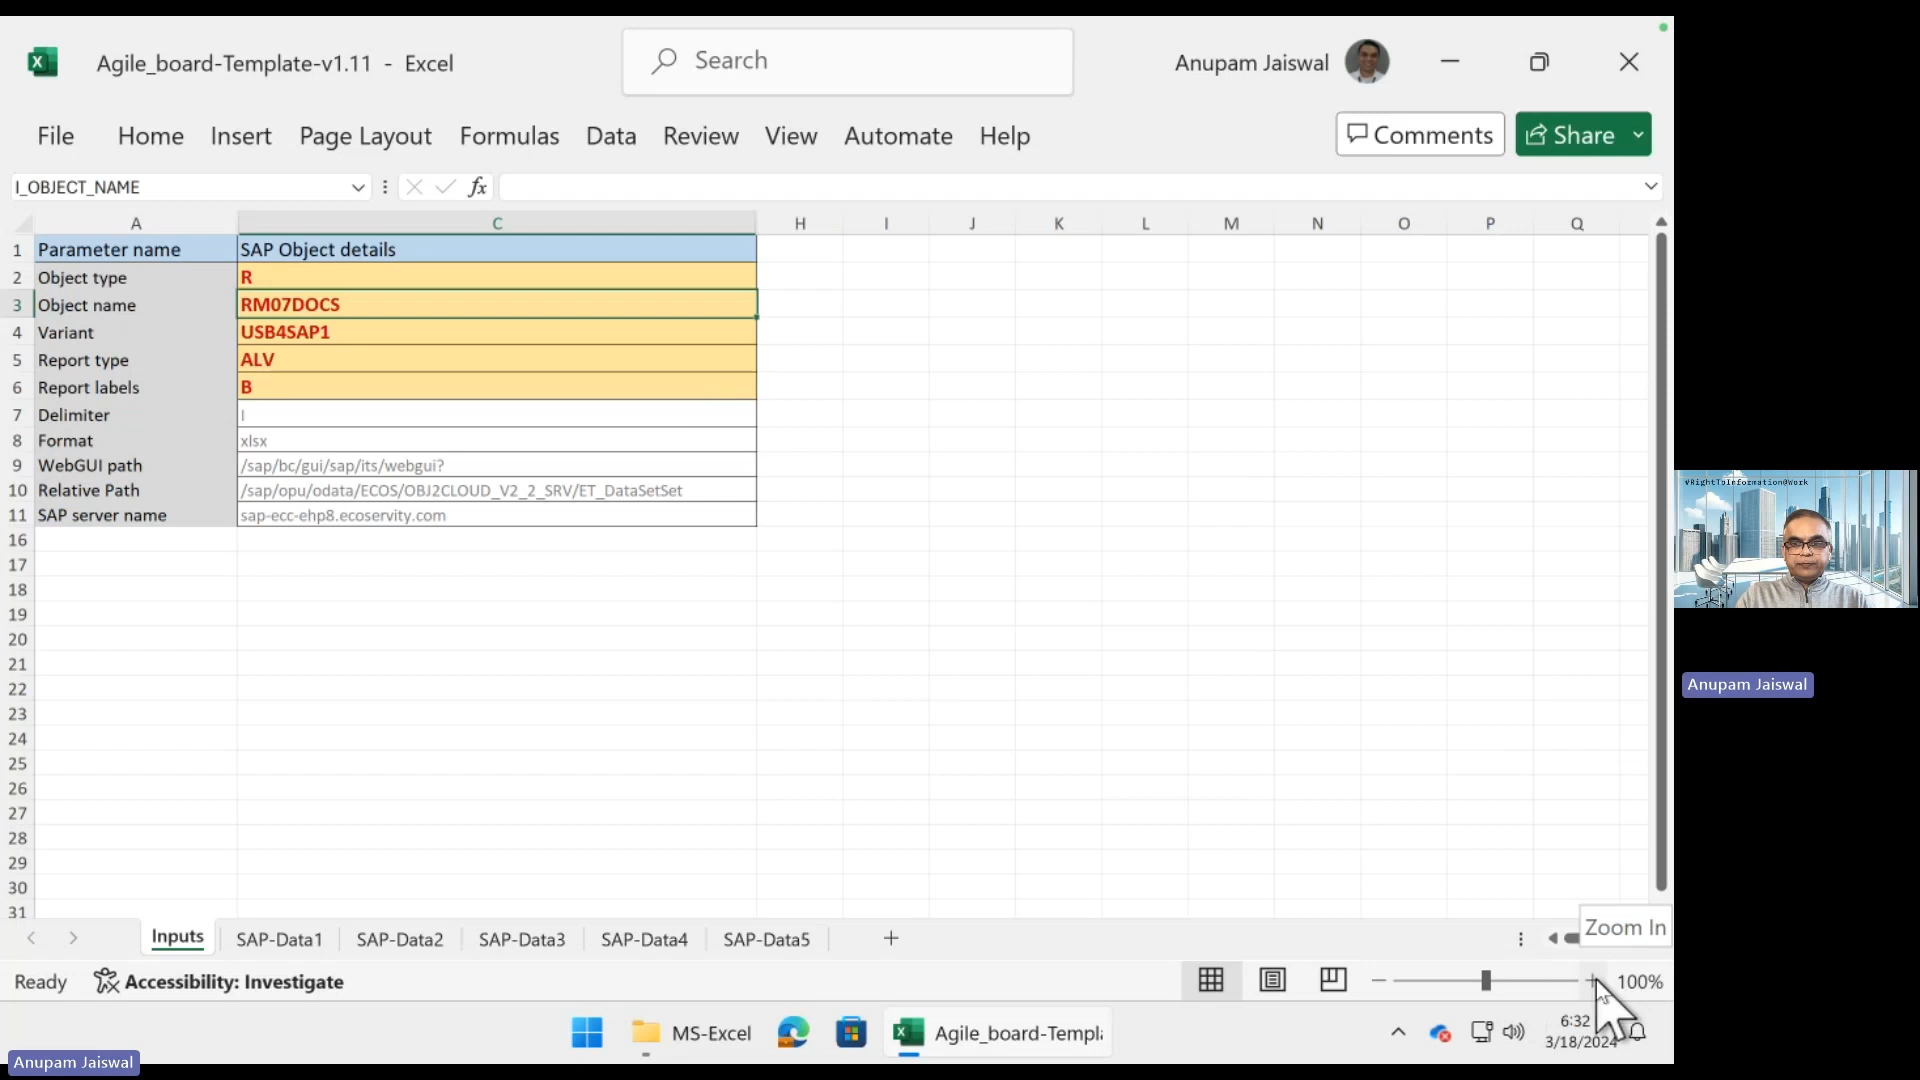 Agile_board-Template-v1.11 - Excel
Search
Anupam Jaiswal
File Home Insert Page Layout Formulas Data Review View Automate Help
Comments
Share
I_OBJECT_NAME
fx
A C H I J K L M N O P Q
1 Parameter name SAP Object details
2 Object type R
3 Object name RM07DOCS
4 Variant USB4SAP1
5 Report type ALV
6 Report labels B
7 Delimiter |
8 Format xlsx
9 WebGUI path /sap/bc/gui/sap/its/webgui?
10 Relative Path /sap/opu/odata/ECOS/OBJ2CLOUD_V2_2_SRV/ET_DataSetSet
11 SAP server name sap-ecc-ehp8.ecoservity.com
16
17
18
19
20
21
22
23
24
25
26
27
28
29
30
31
Inputs SAP-Data1 SAP-Data2 SAP-Data3 SAP-Data4 SAP-Data5
Zoom In
Ready Accessibility: Investigate
100%
MS-Excel
Agile_board-Templa
6:32
3/18/2024
Anupam Jaiswal
#RightToInformation@Work
Anupam Jaiswal